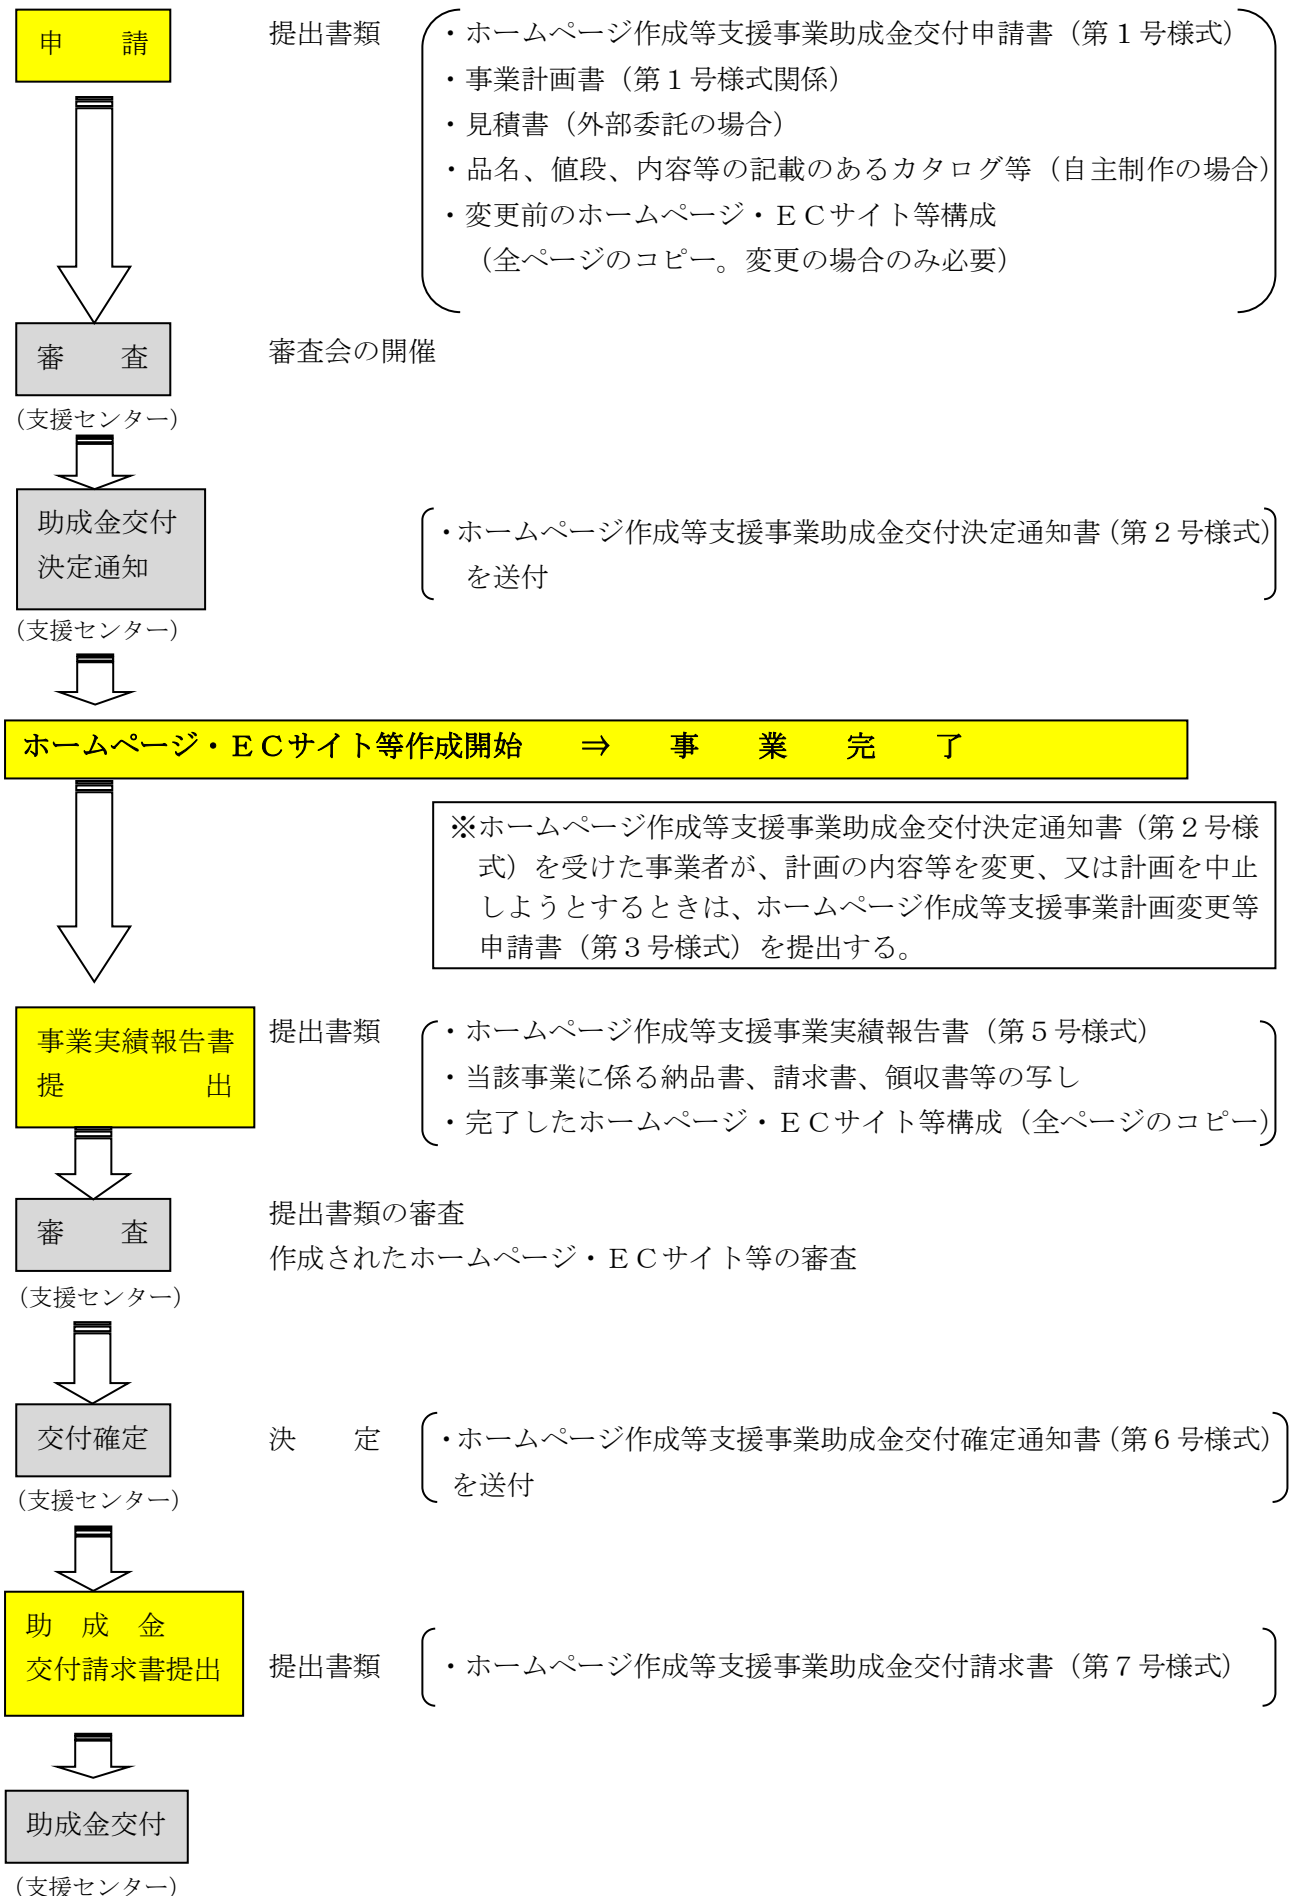 申　　請
提出書類
・ホームページ作成等支援事業助成金交付申請書（第１号様式）
・事業計画書（第１号様式関係）
・見積書（外部委託の場合）
・品名、値段、内容等の記載のあるカタログ等（自主制作の場合）
・変更前のホームページ・ＥＣサイト等構成
（全ページのコピー。変更の場合のみ必要）
審　　査
審査会の開催
（支援センター）
助成金交付
決定通知
・ホームページ作成等支援事業助成金交付決定通知書（第２号様式）
を送付
（支援センター）
ホームページ・ＥＣサイト等作成開始　　⇒　　事　　業　　完　　了
※ホームページ作成等支援事業助成金交付決定通知書（第２号様
式）を受けた事業者が、計画の内容等を変更、又は計画を中止
しようとするときは、ホームページ作成等支援事業計画変更等
申請書（第３号様式）を提出する。
事業実績報告書
提　　　　　出
提出書類
・ホームページ作成等支援事業実績報告書（第５号様式）
・当該事業に係る納品書、請求書、領収書等の写し
・完了したホームページ・ＥＣサイト等構成（全ページのコピー）
審　　査
提出書類の審査
作成されたホームページ・ＥＣサイト等の審査
（支援センター）
交付確定
決　　定
・ホームページ作成等支援事業助成金交付確定通知書（第６号様式）
を送付
（支援センター）
助　成　金
交付請求書提出
提出書類
・ホームページ作成等支援事業助成金交付請求書（第７号様式）
助成金交付
（支援センター）